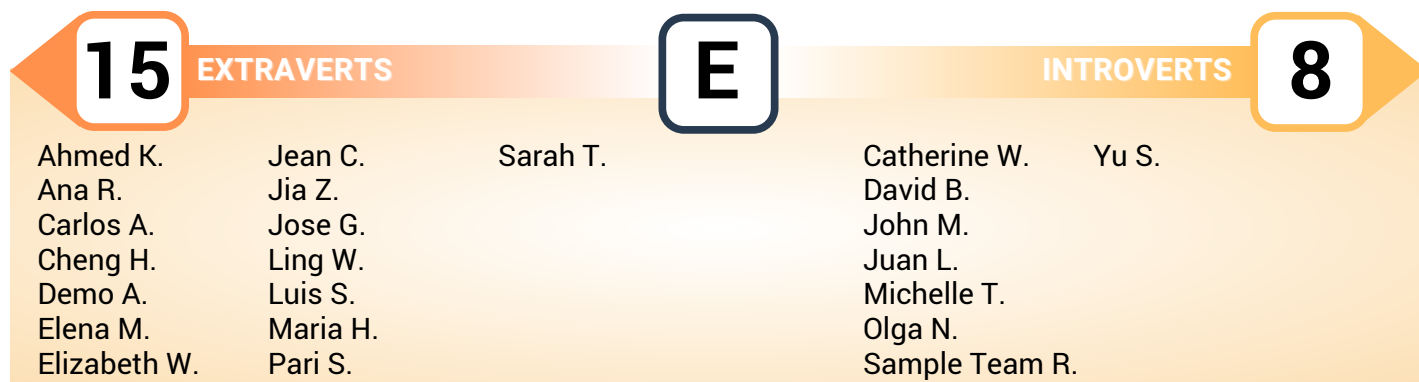 15 EXTRAVERTS E INTROVERTS 8
Ahmed K. Jean C. Sarah T. Catherine W. Yu S.
Ana R. Jia Z. David B.
Carlos A. Jose G. John M.
Cheng H. Ling W. Juan L.
Demo A. Luis S. Michelle T.
Elena M. Maria H. Olga N.
Elizabeth W. Pari S. Sample Team R.